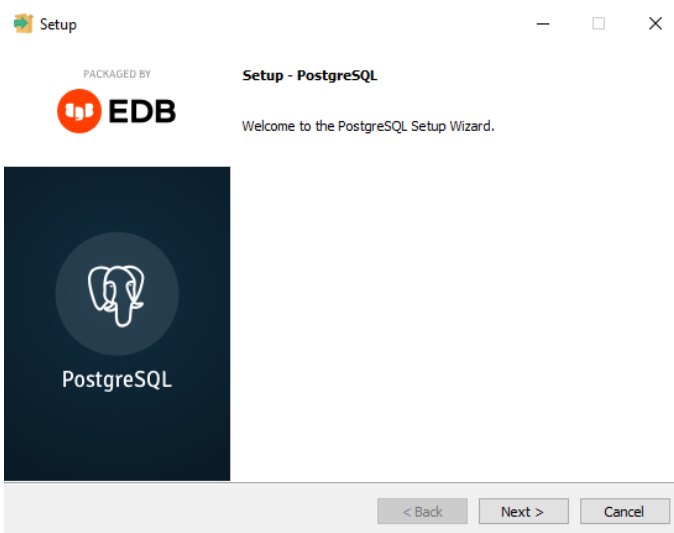 Setup
PACKAGED BY
EDB
Setup - PostgreSQL
Welcome to the PostgreSQL Setup Wizard.
PostgreSQL
< Back
Next >
Cancel